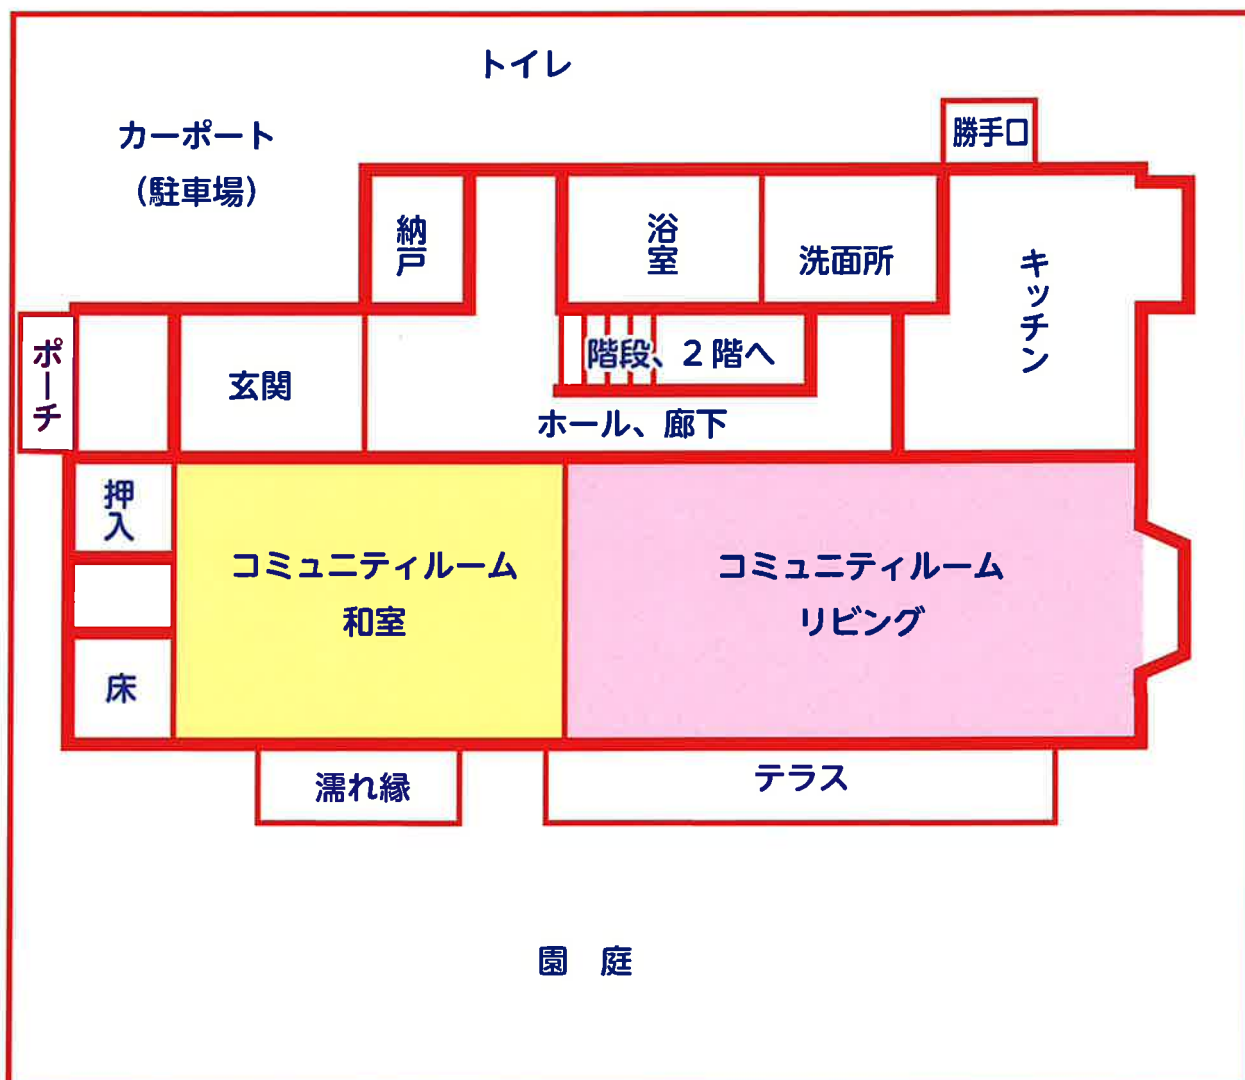 トイレ
カーポート
（駐車場）
勝手口
納戸
浴室
洗面所
キッチン
ポーチ
玄関
階段、２階へ
ホール、廊下
押入
コミュニティルーム
和室
コミュニティルーム
リビング
床
濡れ縁
テラス
園　庭